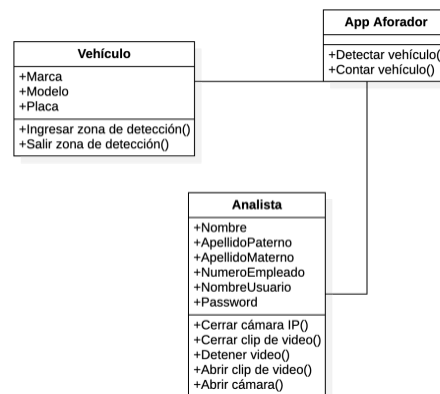 App Aforador
+Detectar vehículo(
+Contar vehículo()
Vehículo
+Marca
+Modelo
+Placa
+Ingresar zona de detección()
+Salir zona de detección()
Analista
+Nombre
+ApellidoPaterno
+ApellidoMaterno
+NumeroEmpleado
+NombreUsuario
+Password
+Cerrar cámara IP()
+Cerrar clip de video()
+Detener video()
+Abrir clip de video()
+Abrir cámara()